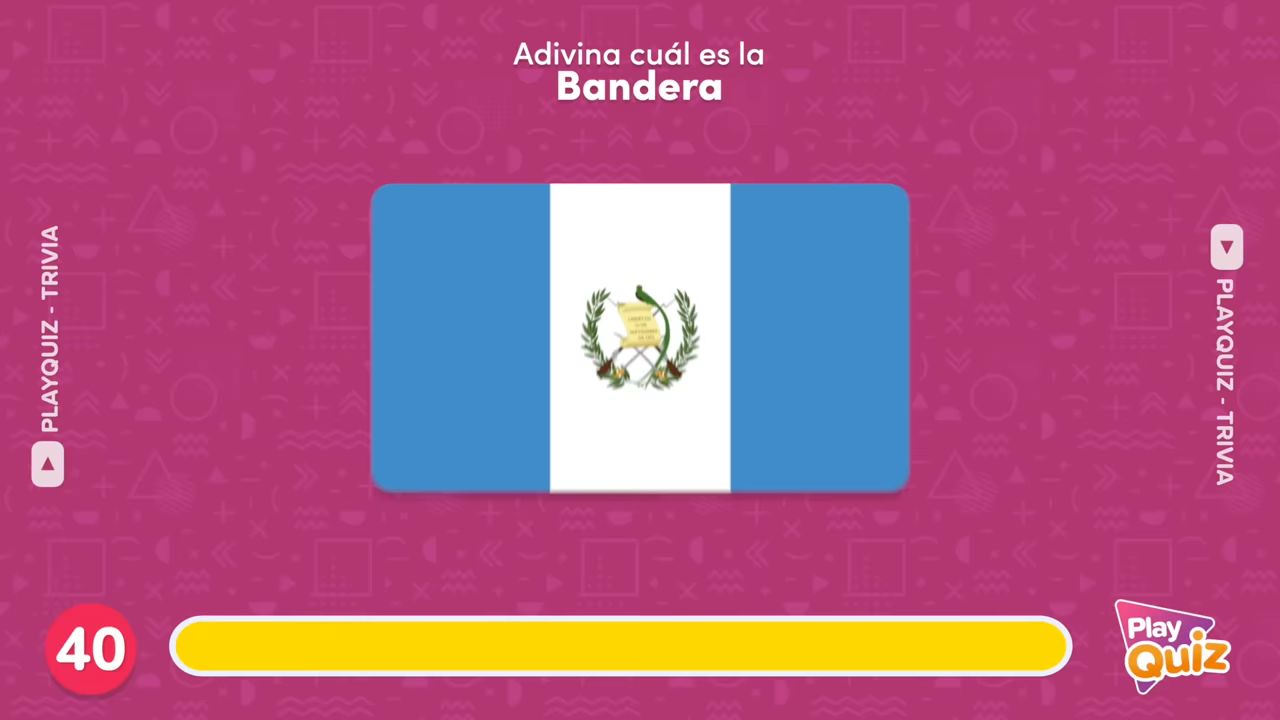 Adivina cuál es la
Bandera
PLAYQUIZ - TRIVIA
PLAYQUIZ - TRIVIA
40
Play
Quiz